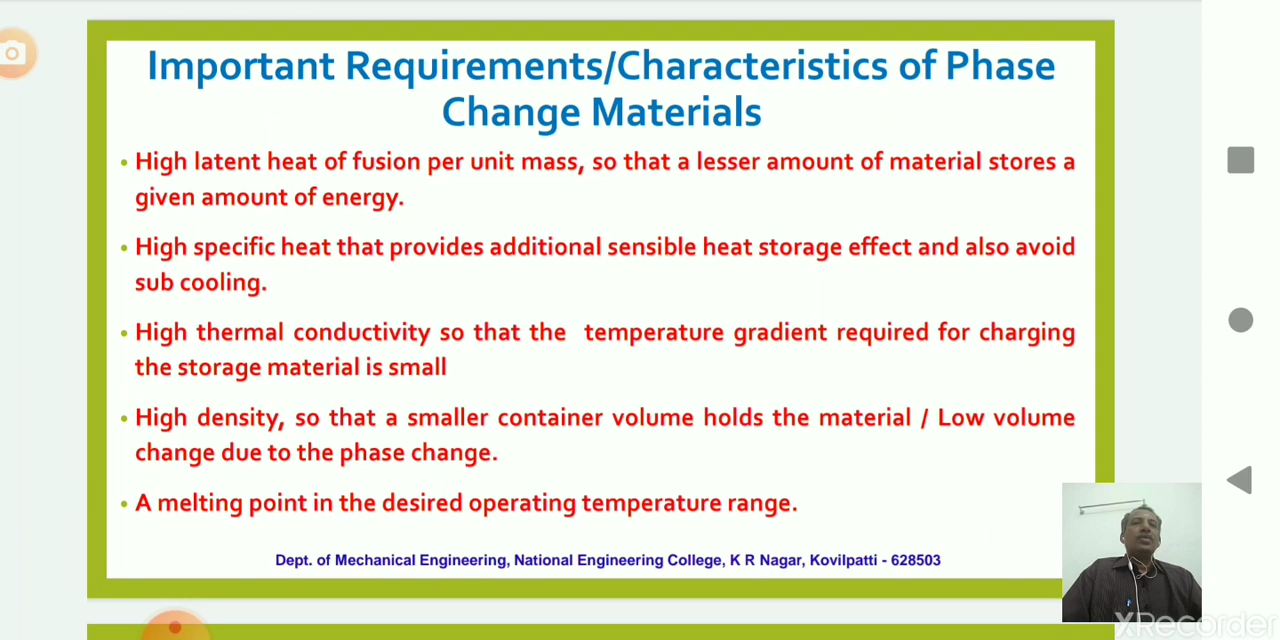 Important Requirements/Characteristics of Phase
Change Materials
• High latent heat of fusion per unit mass, so that a lesser amount of material stores a
given amount of energy.
• High specific heat that provides additional sensible heat storage effect and also avoid
sub cooling.
• High thermal conductivity so that the temperature gradient required for charging
the storage material is small
• High density, so that a smaller container volume holds the material / Low volume
change due to the phase change.
• A melting point in the desired operating temperature range.
Dept. of Mechanical Engineering, National Engineering College, K R Nagar, Kovilpatti - 628503
XRecorder